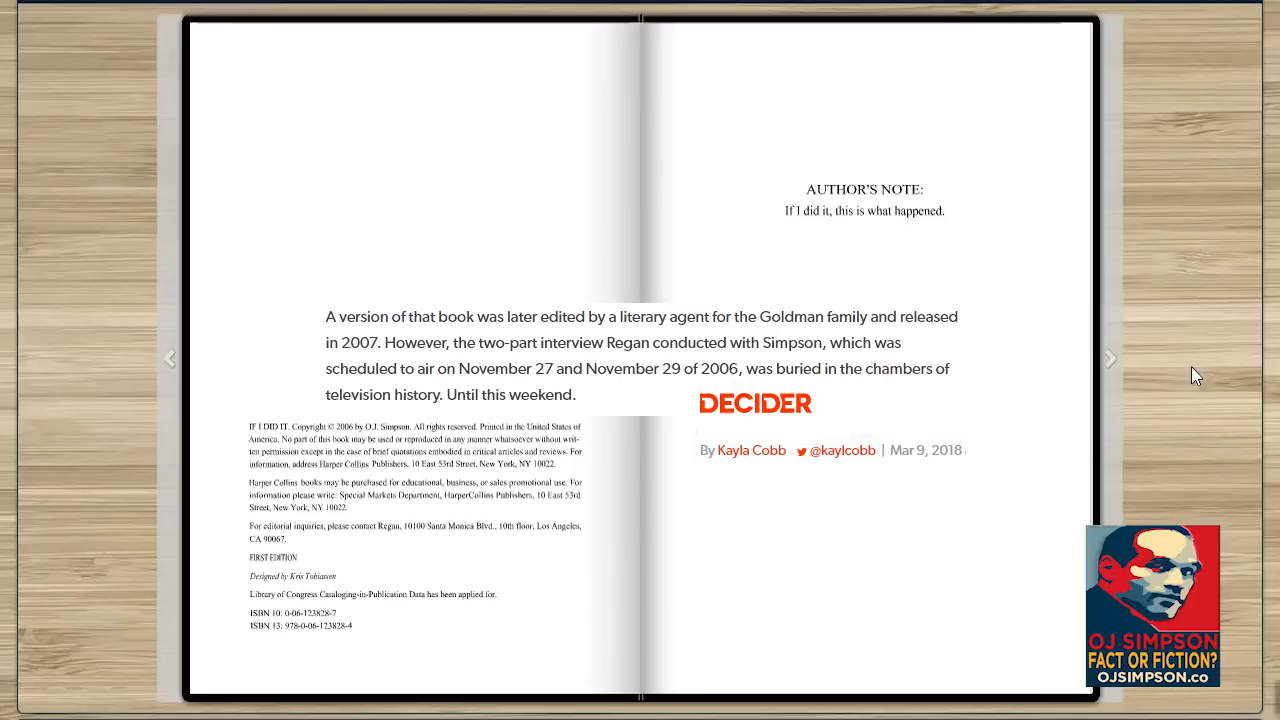 AUTHOR'S NOTE:
If I did it, this is what happened.
A version of that book was later edited by a literary agent for the Goldman family and released
in 2007. However, the two-part interview Regan conducted with Simpson, which was
scheduled to air on November 27 and November 29 of 2006, was buried in the chambers of
television history. Until this weekend.
DECIDER
By Kayla Cobb @kaylcobb | Mar 9, 2018
IF I DID IT. Copyright © 2006 by O.J. Simpson. All rights reserved. Printed in the United States of
America. No part of this book may be used or reproduced in any manner whatsoever without writ-
ten permission except in the case of brief quotations embodied in critical articles and reviews. For
information, address Harper Collins Publishers, 10 East 53rd Street, New York, NY 10022.
Harper Collins books may be purchased for educational, business, or sales promotional use. For
information please write: Special Markets Department, HarperCollins Publishers, 10 East 53rd
Street, New York, NY 10022.
For editorial inquiries, please contact Regan, 10100 Santa Monica Blvd., 10th floor, Los Angeles,
CA 90067.
FIRST EDITION
Designed by Kris Tobiassen
Library of Congress Cataloging-in-Publication Data has been applied for.
ISBN 10: 0-06-123828-7
ISBN 13: 978-0-06-123828-4
OJ SIMPSON
FACT OR FICTION?
OJSIMPSON.co